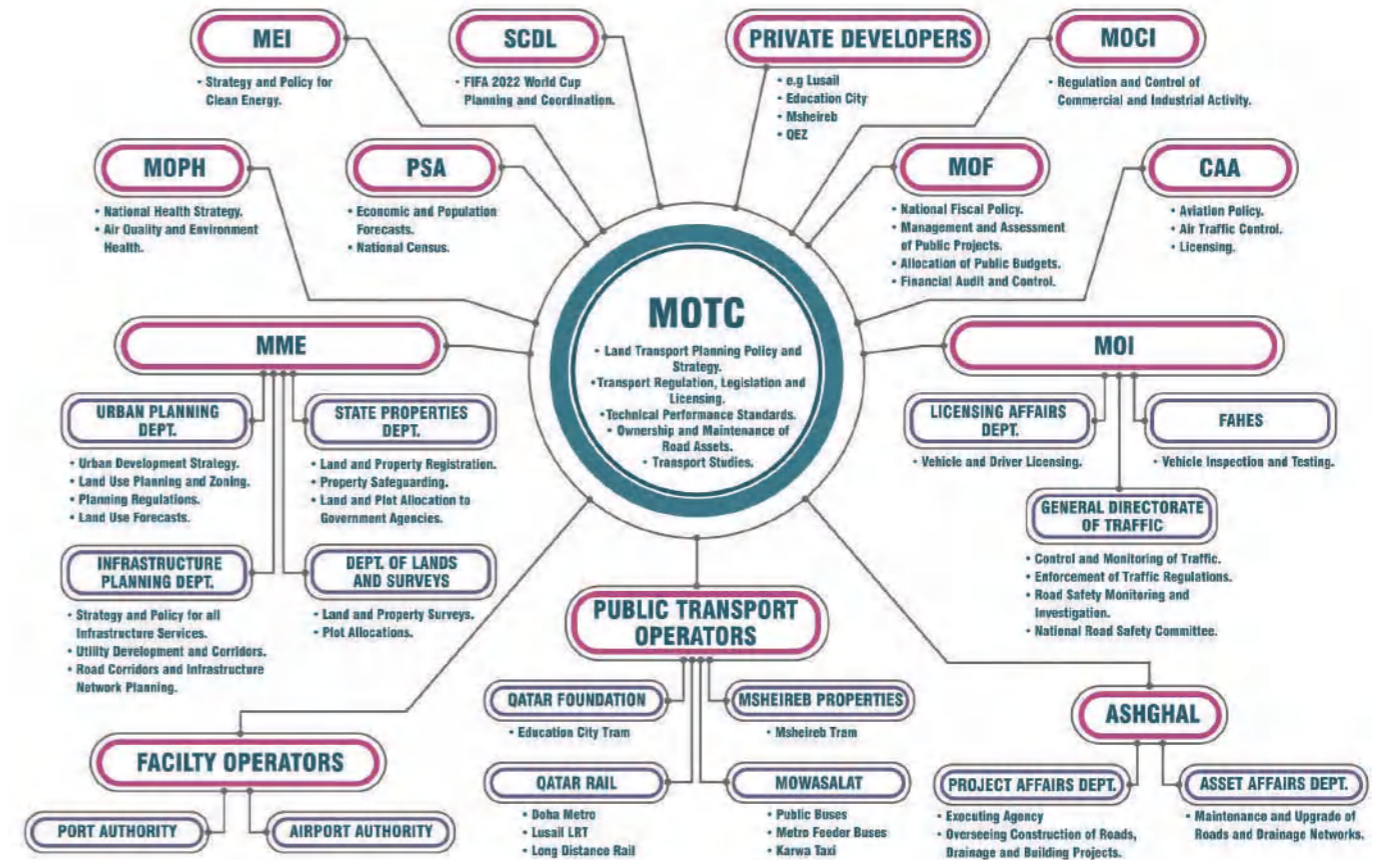 MEI
• Strategy and Policy for
Clean Energy.
SCDL
• FIFA 2022 World Cup
Planning and Coordination.
PRIVATE DEVELOPERS
• e.g Lusail
• Education City
• Msheireb
• QEZ
MOCI
• Regulation and Control of
Commercial and Industrial Activity.
MOPH
• National Health Strategy.
• Air Quality and Environment
Health.
PSA
• Economic and Population
Forecasts.
• National Census.
MOF
• National Fiscal Policy.
• Management and Assessment
of Public Projects.
• Allocation of Public Budgets.
• Financial Audit and Control.
CAA
• Aviation Policy.
• Air Traffic Control.
• Licensing.
MOTC
• Land Transport Planning Policy and
Strategy.
•Transport Regulation, Legislation and
Licensing.
•Technical Performance Standards.
• Ownership and Maintenance of
Road Assets.
• Transport Studies.
MME
URBAN PLANNING
DEPT.
• Urban Development Strategy.
• Land Use Planning and Zoning.
• Planning Regulations.
• Land Use Forecasts.
STATE PROPERTIES
DEPT.
• Land and Property Registration.
• Property Safeguarding.
• Land and Plot Allocation to
Government Agencies.
INFRASTRUCTURE
PLANNING DEPT.
• Strategy and Policy for all
Infrastructure Services.
• Utility Development and Corridors.
• Road Corridors and Infrastructure
Network Planning.
DEPT. OF LANDS
AND SURVEYS
• Land and Property Surveys.
• Plot Allocations.
MOI
LICENSING AFFAIRS
DEPT.
• Vehicle and Driver Licensing.
FAHES
• Vehicle Inspection and Testing.
GENERAL DIRECTORATE
OF TRAFFIC
• Control and Monitoring of Traffic.
• Enforcement of Traffic Regulations.
• Road Safety Monitoring and
Investigation.
• National Road Safety Committee.
FACILTY OPERATORS
PORT AUTHORITY
AIRPORT AUTHORITY
PUBLIC TRANSPORT
OPERATORS
QATAR FOUNDATION
• Education City Tram
MSHEIREB PROPERTIES
• Msheireb Tram
QATAR RAIL
• Doha Metro
• Lusail LRT
• Long Distance Rail
MOWASALAT
• Public Buses
• Metro Feeder Buses
• Karwa Taxi
ASHGHAL
PROJECT AFFAIRS DEPT.
• Executing Agency
• Overseeing Construction of Roads,
Drainage and Building Projects.
ASSET AFFAIRS DEPT.
• Maintenance and Upgrade of
Roads and Drainage Networks.